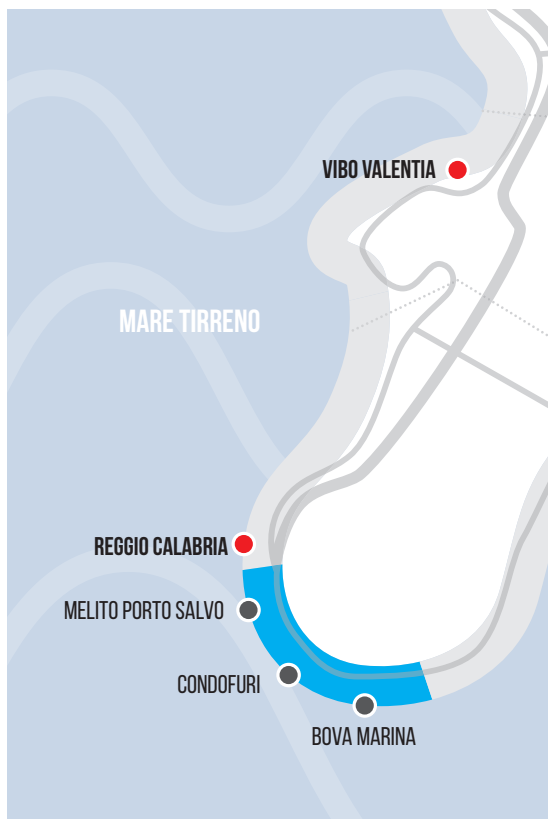 VIBO VALENTIA
MARE TIRRENO
REGGIO CALABRIA
MELITO PORTO SALVO
CONDOFURI
BOVA MARINA